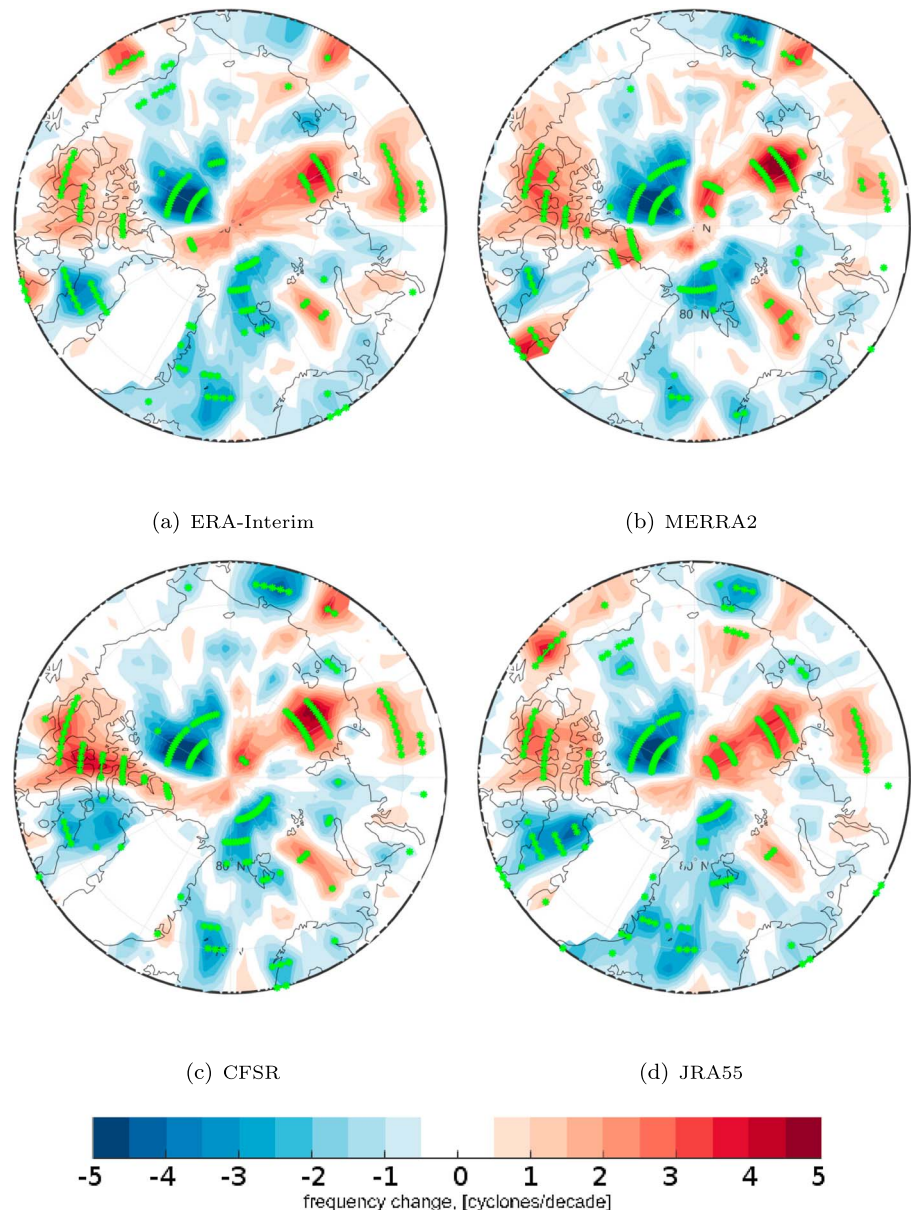 N
80 N
(a) ERA-Interim
(b) MERRA2
80 N
80 N
(c) CFSR
(d) JRA55
-5 -4 -3 -2 -1 0 1 2 3 4 5
frequency change, [cyclones/decade]